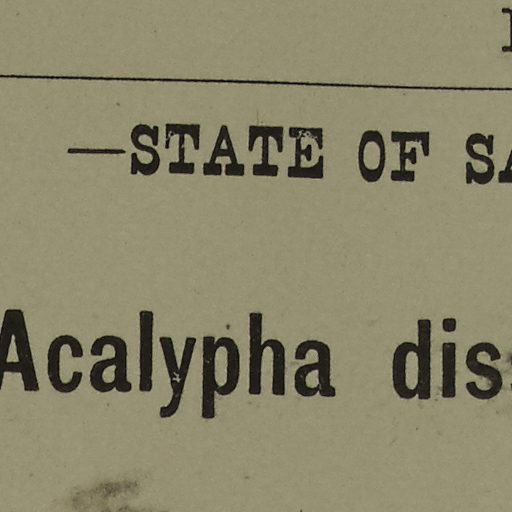 —STATE OF SA
Acalypha dis